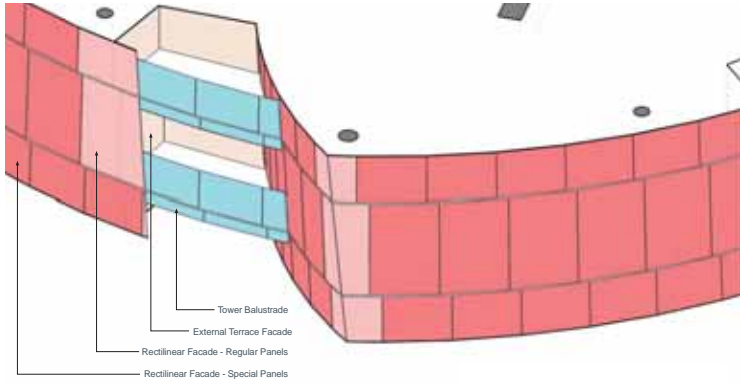 Tower Balustrade
External Terrace Facade
Rectilinear Facade - Regular Panels
Rectilinear Facade - Special Panels